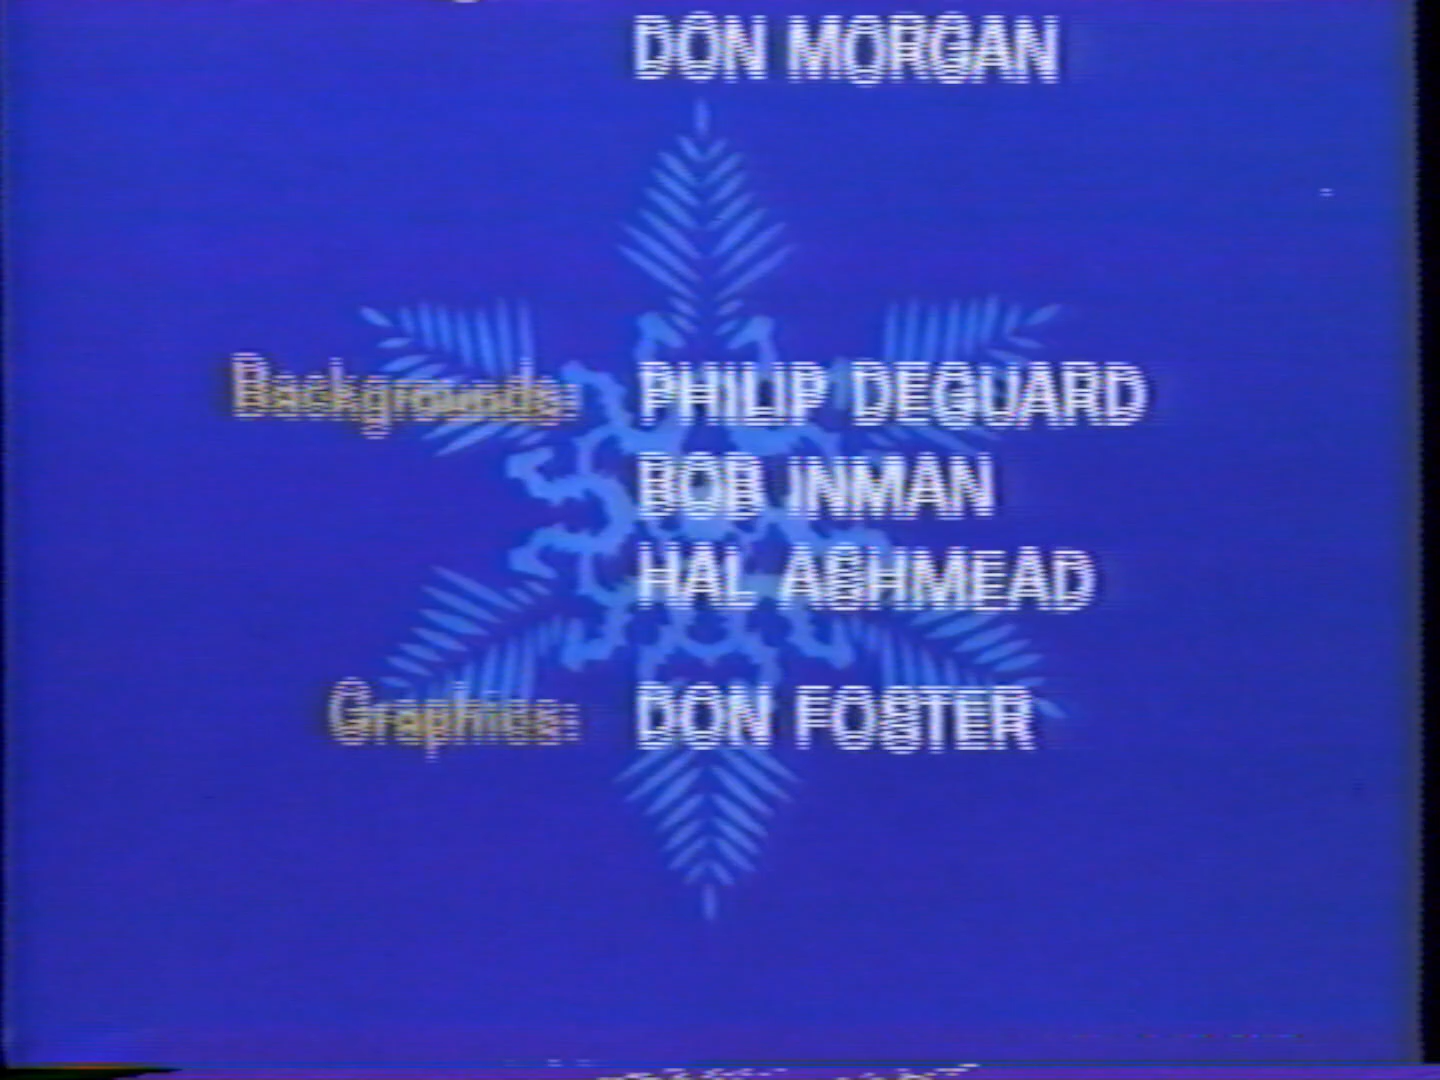 DON MORGAN
Backgrounds: PHILIP DEGUARD
BOB INMAN
HAL ASHMEAD
Graphics: DON FOSTER